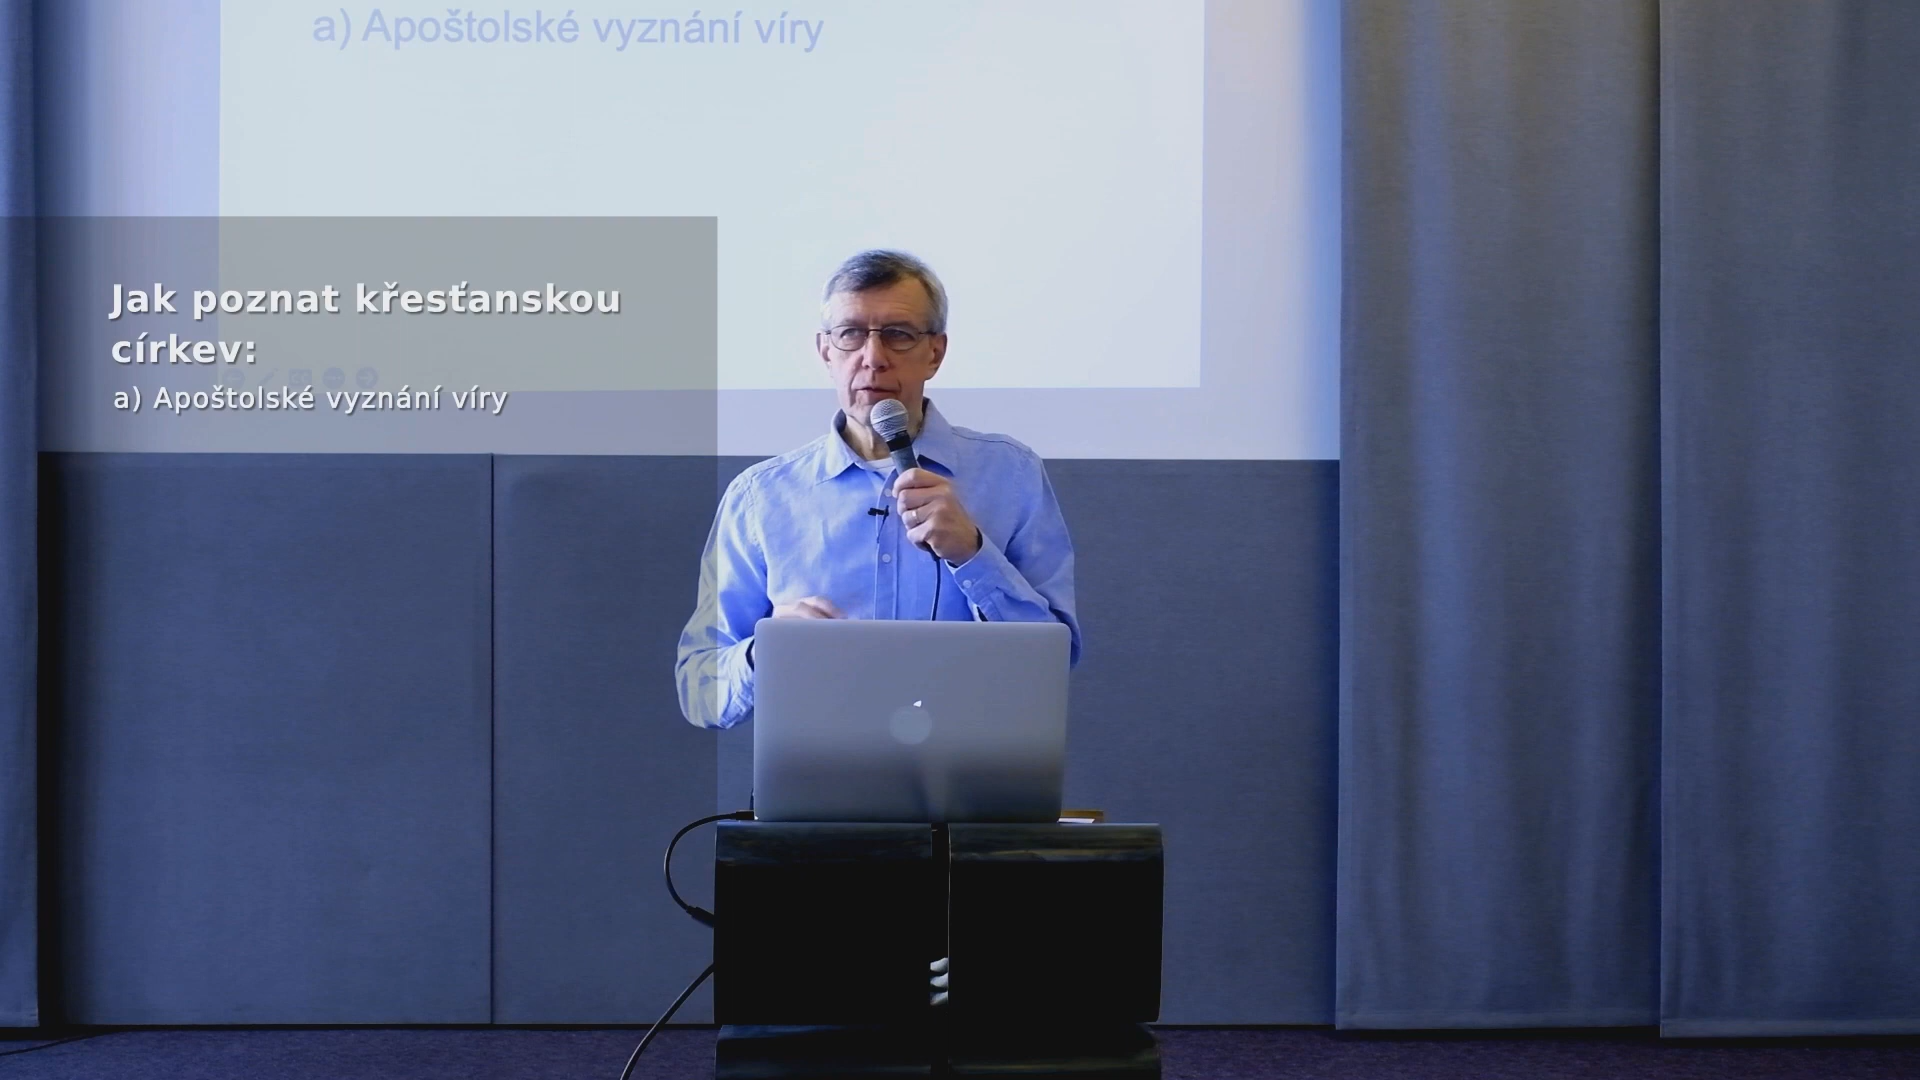 a) Apoštolské vyznání víry
Jak poznat křesťanskou
církev:
a) Apoštolské vyznání víry